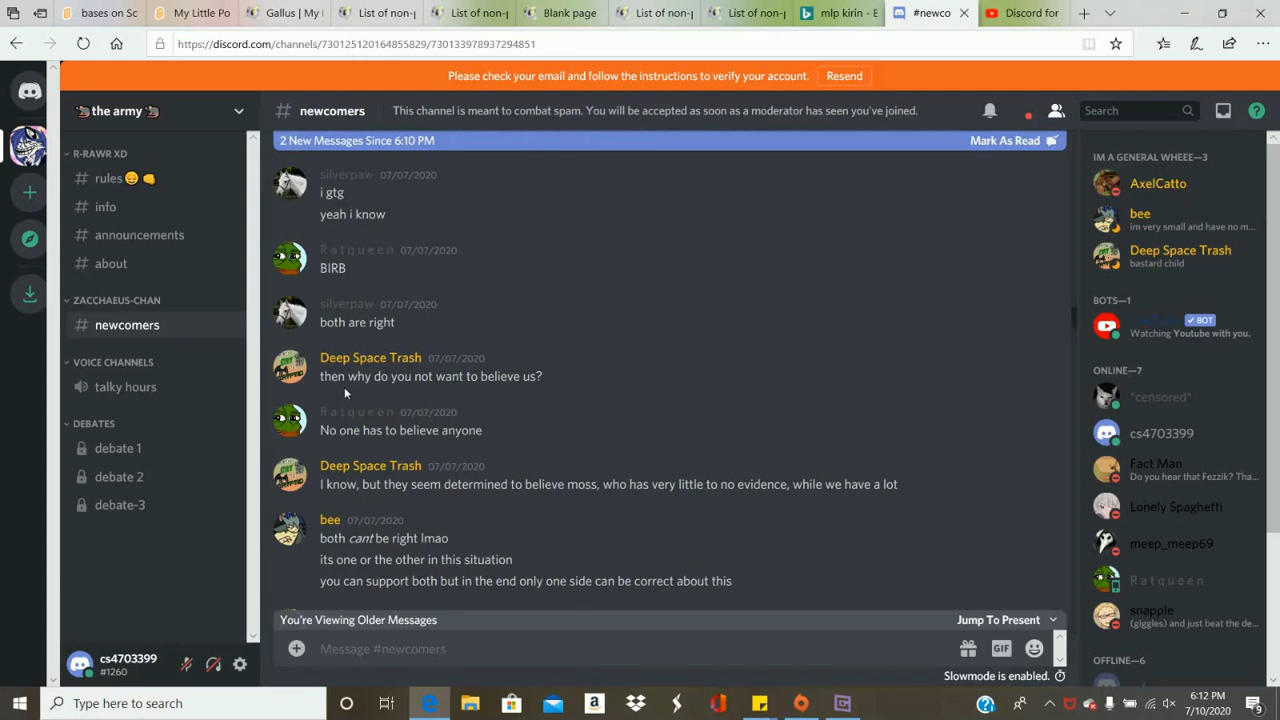 bases on Sc
My Little Po
Gallus | My
List of non-
List of non-
Blank page
List of non-
List of non-
mlp kirin - E
#newco
Discord for
https://discord.com/channels/730125120164855829/730133978937294851
Please check your email and follow the instructions to verify your account. Resend
the army
# newcomers
This channel is meant to combat spam. You will be accepted as soon as a moderator has seen you've joined.
Search
2 New Messages Since 6:10 PM
Mark As Read
R-RAWR XD
# rules
# info
# announcements
# about
ZACCHAEUS-CHAN
# newcomers
VOICE CHANNELS
talky hours
DEBATES
debate 1
debate 2
debate-3
cs4703399
#1260
silverpaw 07/07/2020
i gtg
yeah i know
Ratqueen 07/07/2020
BIRB
silverpaw 07/07/2020
both are right
Deep Space Trash 07/07/2020
then why do you not want to believe us?
Ratqueen 07/07/2020
No one has to believe anyone
Deep Space Trash 07/07/2020
I know, but they seem determined to believe moss, who has very little to no evidence, while we have a lot
bee 07/07/2020
both cant be right lmao
its one or the other in this situation
you can support both but in the end only one side can be correct about this
You're Viewing Older Messages
Jump To Present
Message #newcomers
GIF
Slowmode is enabled.
IM A GENERAL WHEEE—3
AxelCatto
bee
im very small and have no m...
Deep Space Trash
bastard child
BOTS—1
BOT
Watching Youtube with you.
ONLINE—7
*censored*
cs4703399
Fact Man
Do you hear that Fezzik? Tha...
Lonely Spaghetti
meep_meep69
Ratqueen
snapple
(giggles) and just beat the de...
OFFLINE—6
Type here to search
6:12 PM
7/10/2020